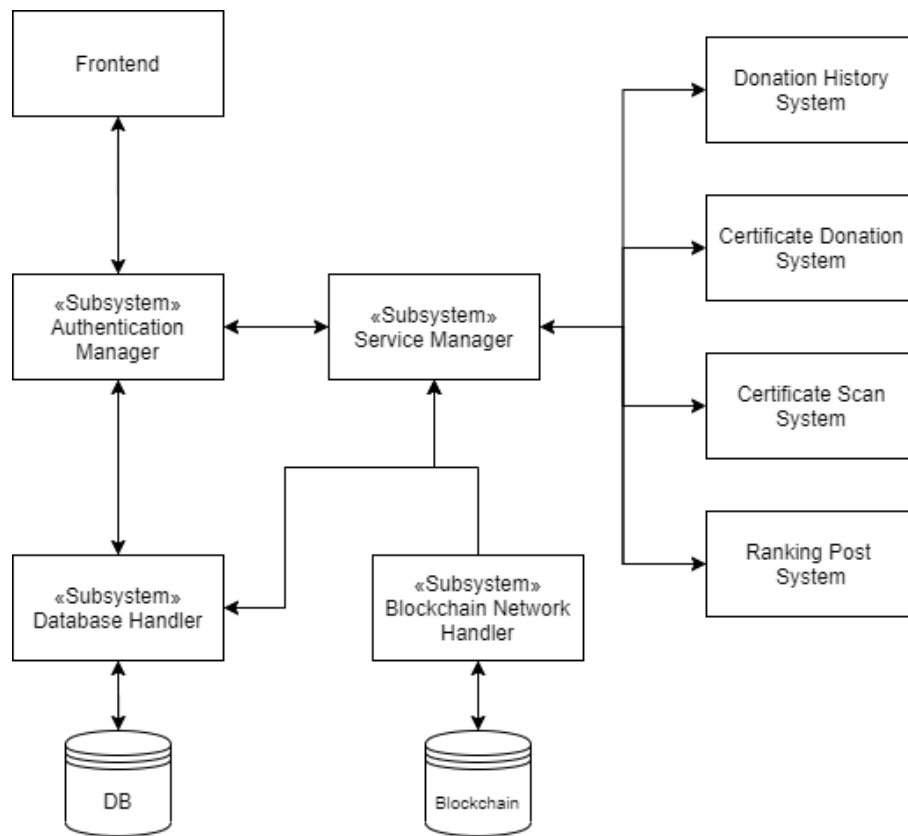 Frontend
Donation History
System
Certificate Donation
System
«Subsystem»
Authentication
Manager
«Subsystem»
Service Manager
Certificate Scan
System
Ranking Post
System
«Subsystem»
Database Handler
«Subsystem»
Blockchain Network
Handler
DB
Blockchain